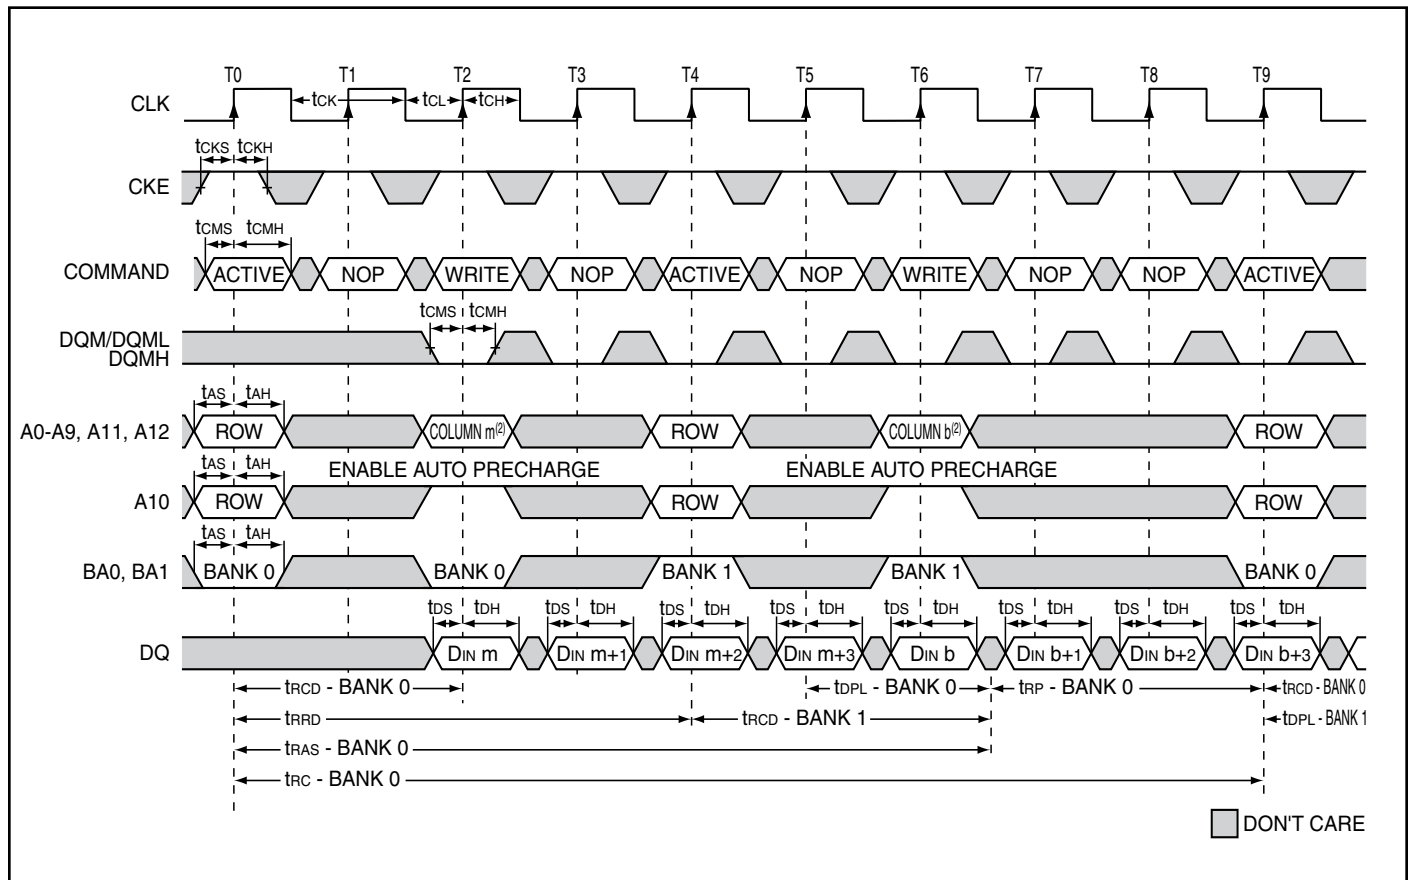 T0 T1 T2 T3 T4 T5 T6 T7 T8 T9
CLK tCK tCL tCH
tCKS tCKH
CKE
tCMS tCMH
COMMAND ACTIVE NOP WRITE NOP ACTIVE NOP WRITE NOP NOP ACTIVE
tCMS tCMH
DQM/DQML
DQMH
tAS tAH
A0-A9, A11, A12 ROW COLUMN m(2) ROW COLUMN b(2) ROW
tAS tAH ENABLE AUTO PRECHARGE ENABLE AUTO PRECHARGE
A10 ROW ROW ROW
tAS tAH
BA0, BA1 BANK 0 BANK 0 BANK 1 BANK 1 BANK 0
tDS tDH tDS tDH tDS tDH tDS tDH tDS tDH tDS tDH tDS tDH tDS tDH
DQ DIN m DIN m+1 DIN m+2 DIN m+3 DIN b DIN b+1 DIN b+2 DIN b+3
tRCD - BANK 0 tDPL - BANK 0 tRP - BANK 0 tRCD - BANK 0
tRRD tRCD - BANK 1 tDPL - BANK 1
tRAS - BANK 0
tRC - BANK 0
DON'T CARE